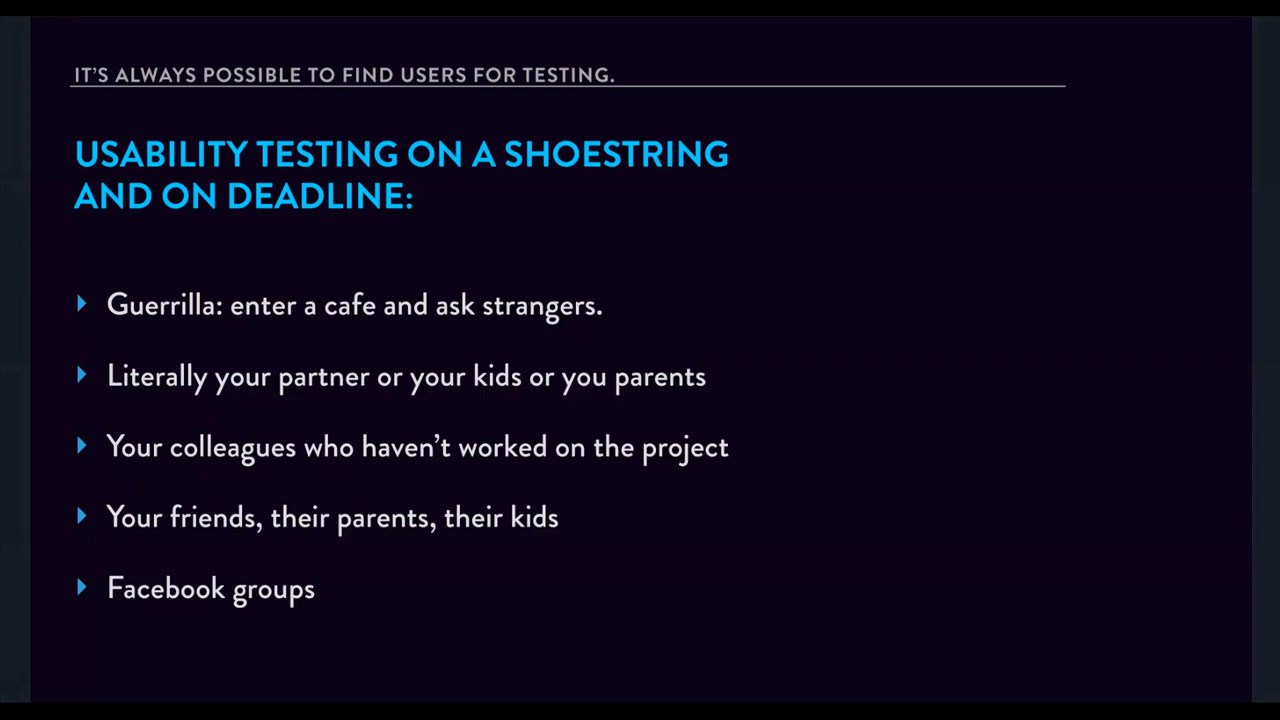 IT'S ALWAYS POSSIBLE TO FIND USERS FOR TESTING.
USABILITY TESTING ON A SHOESTRING
AND ON DEADLINE:
Guerrilla: enter a cafe and ask strangers.
Literally your partner or your kids or you parents
Your colleagues who haven't worked on the project
Your friends, their parents, their kids
Facebook groups